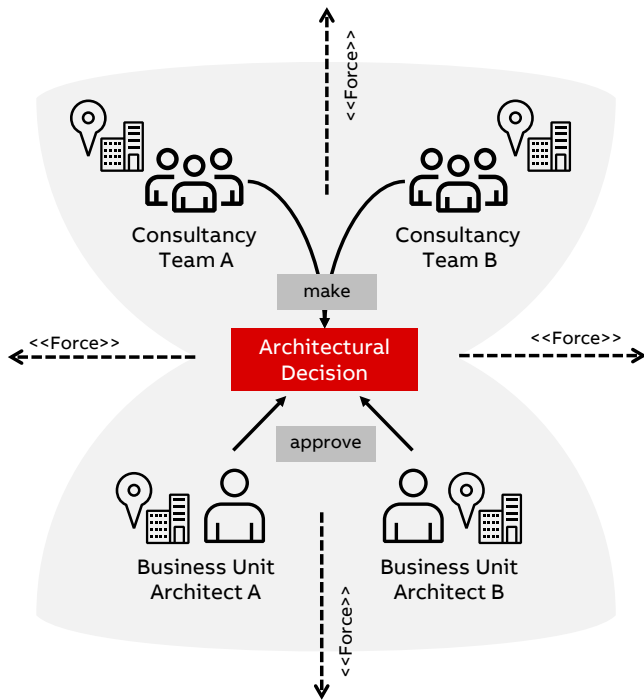 <<Force>>
Consultancy
Team A
Consultancy
Team B
make
<<Force>>
Architectural
Decision
<<Force>>
approve
Business Unit
Architect A
Business Unit
Architect B
<<Force>>